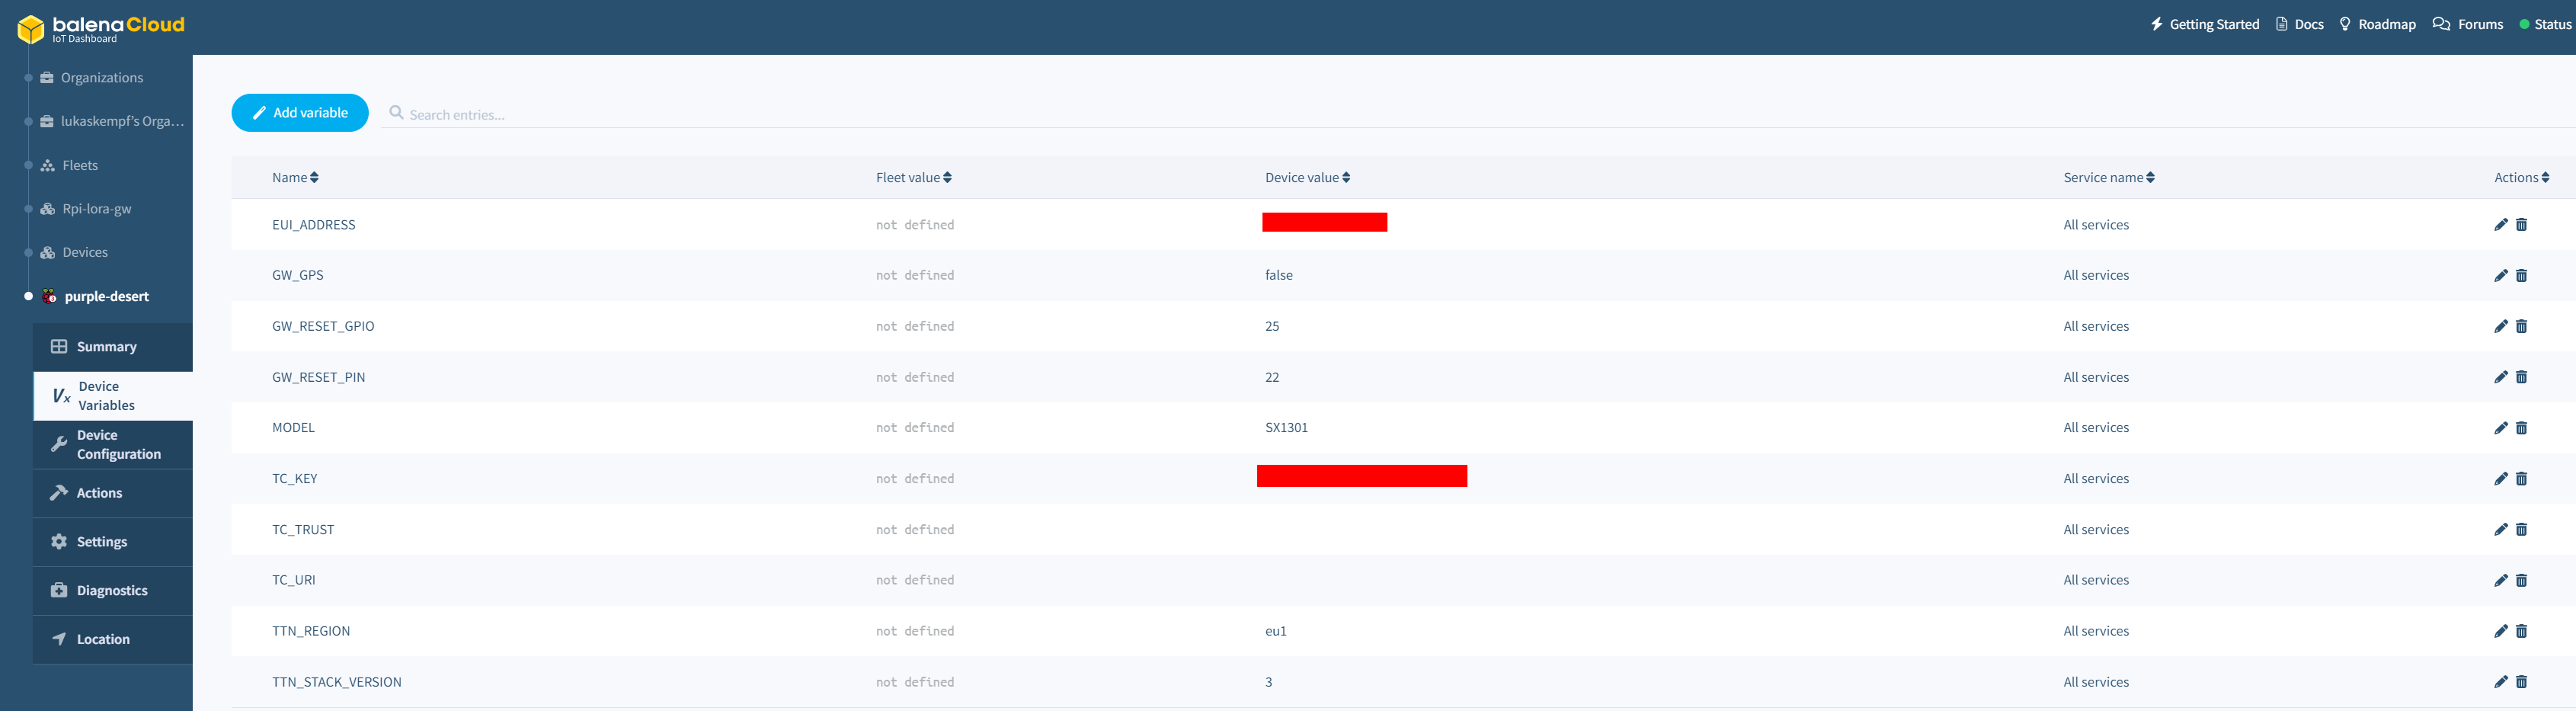 balenaCloud
IoT Dashboard
Getting Started
Docs
Roadmap
Forums
Status
Organizations
lukaskempf's Orga...
Fleets
Rpi-lora-gw
Devices
purple-desert
Summary
Device
Variables
Device
Configuration
Actions
Settings
Diagnostics
Location
Add variable
Search entries...
Name Fleet value Device value Service name Actions
EUI_ADDRESS not defined All services
GW_GPS not defined false All services
GW_RESET_GPIO not defined 25 All services
GW_RESET_PIN not defined 22 All services
MODEL not defined SX1301 All services
TC_KEY not defined All services
TC_TRUST not defined All services
TC_URI not defined All services
TTN_REGION not defined eu1 All services
TTN_STACK_VERSION not defined 3 All services